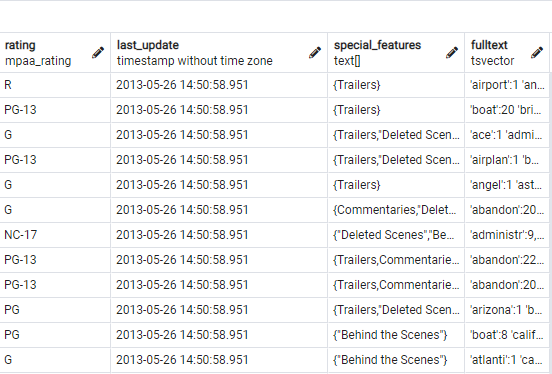 rating last_update special_features fulltext
mpaa_rating timestamp without time zone text[] tsvector
R 2013-05-26 14:50:58.951 {Trailers} 'airport':1 'an...
PG-13 2013-05-26 14:50:58.951 {Trailers} 'boat':20 'bri...
G 2013-05-26 14:50:58.951 {Trailers,"Deleted Scen... 'ace':1 'admi...
PG-13 2013-05-26 14:50:58.951 {Trailers,"Deleted Scen... 'airplan':1 'b...
G 2013-05-26 14:50:58.951 {Trailers} 'angel':1 'ast...
G 2013-05-26 14:50:58.951 {Commentaries,"Delet... 'abandon':20...
NC-17 2013-05-26 14:50:58.951 {"Deleted Scenes","Be... 'administr':9,...
PG-13 2013-05-26 14:50:58.951 {Trailers,Commentarie... 'abandon':22...
PG-13 2013-05-26 14:50:58.951 {Trailers,Commentarie... 'abandon':20...
PG 2013-05-26 14:50:58.951 {Trailers,"Deleted Scen... 'arizona':1 'b...
PG 2013-05-26 14:50:58.951 {"Behind the Scenes"} 'boat':8 'calif...
G 2013-05-26 14:50:58.951 {"Behind the Scenes"} 'atlanti':1 'ca...